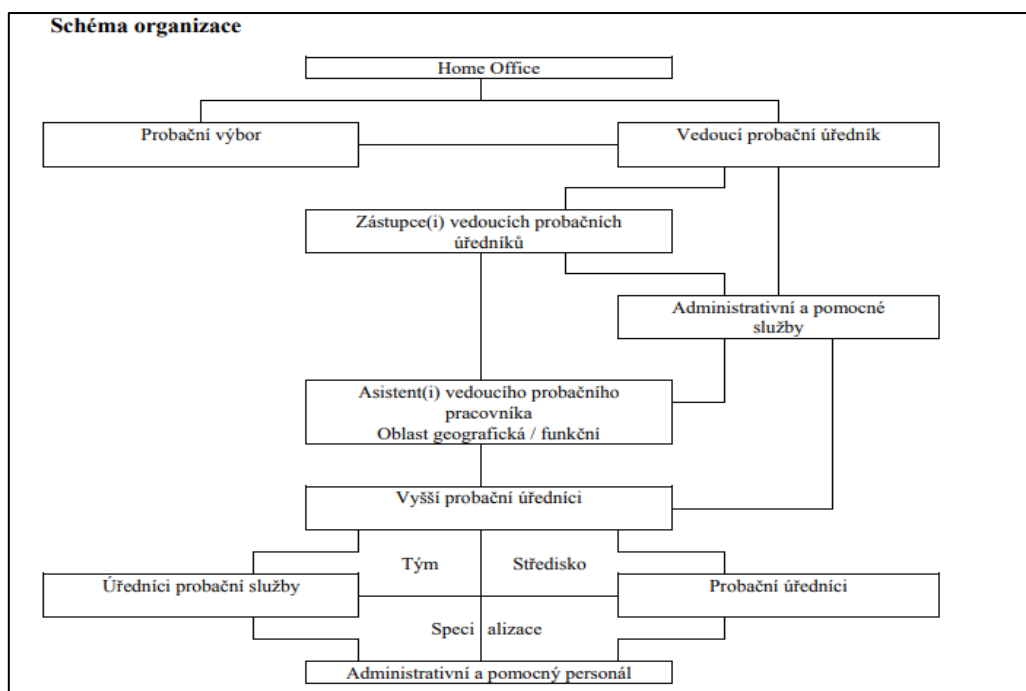 Schéma organizace
Home Office
Probační výbor
Vedoucí probační úředník
Zástupce(i) vedoucích probačních
úředníků
Administrativní a pomocné
služby
Asistent(i) vedoucího probačního
pracovníka
Oblast geografická / funkční
Vyšší probační úředníci
Tým
Středisko
Úředníci probační služby
Probační úředníci
Speci alizace
Administrativní a pomocný personál